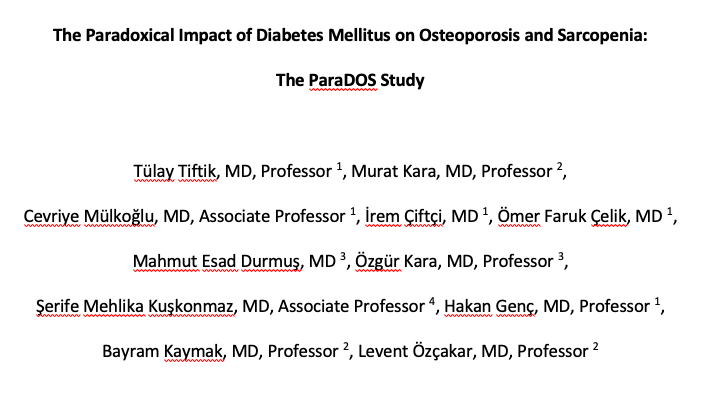 The Paradoxical Impact of Diabetes Mellitus on Osteoporosis and Sarcopenia:
The ParaDOS Study
Tülay Tiftik, MD, Professor ¹, Murat Kara, MD, Professor ²,
Cevriye Mülkoğlu, MD, Associate Professor ¹, İrem Çiftçi, MD ¹, Ömer Faruk Çelik, MD ¹,
Mahmut Esad Durmuş, MD ³, Özgür Kara, MD, Professor ³,
Şerife Mehlika Kuşkonmaz, MD, Associate Professor ⁴, Hakan Genç, MD, Professor ¹,
Bayram Kaymak, MD, Professor ², Levent Özçakar, MD, Professor ²